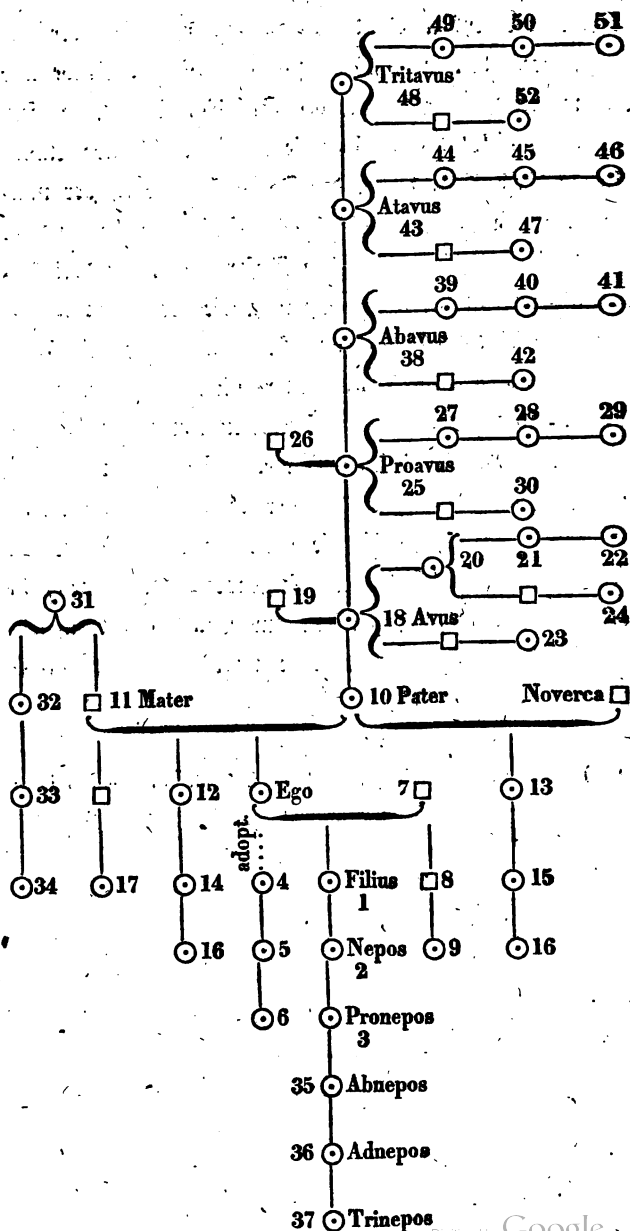 49 50 51
Tritavus
48 52
44 45 46
Atavus
43 47
39 40 41
Abavus
38 42
27 28 29
26 Proavus
25 30
20 21 22
31 19 18 Avus 24
23
32 11 Mater 10 Pater Noverca
33 12 Ego 7 13
adopt.
34 17 14 4 Filius 8 15
1
16 5 Nepos 9 16
2
6 Pronepos
3
35 Abnepos
36 Adnepos
37 Trinepos
Google